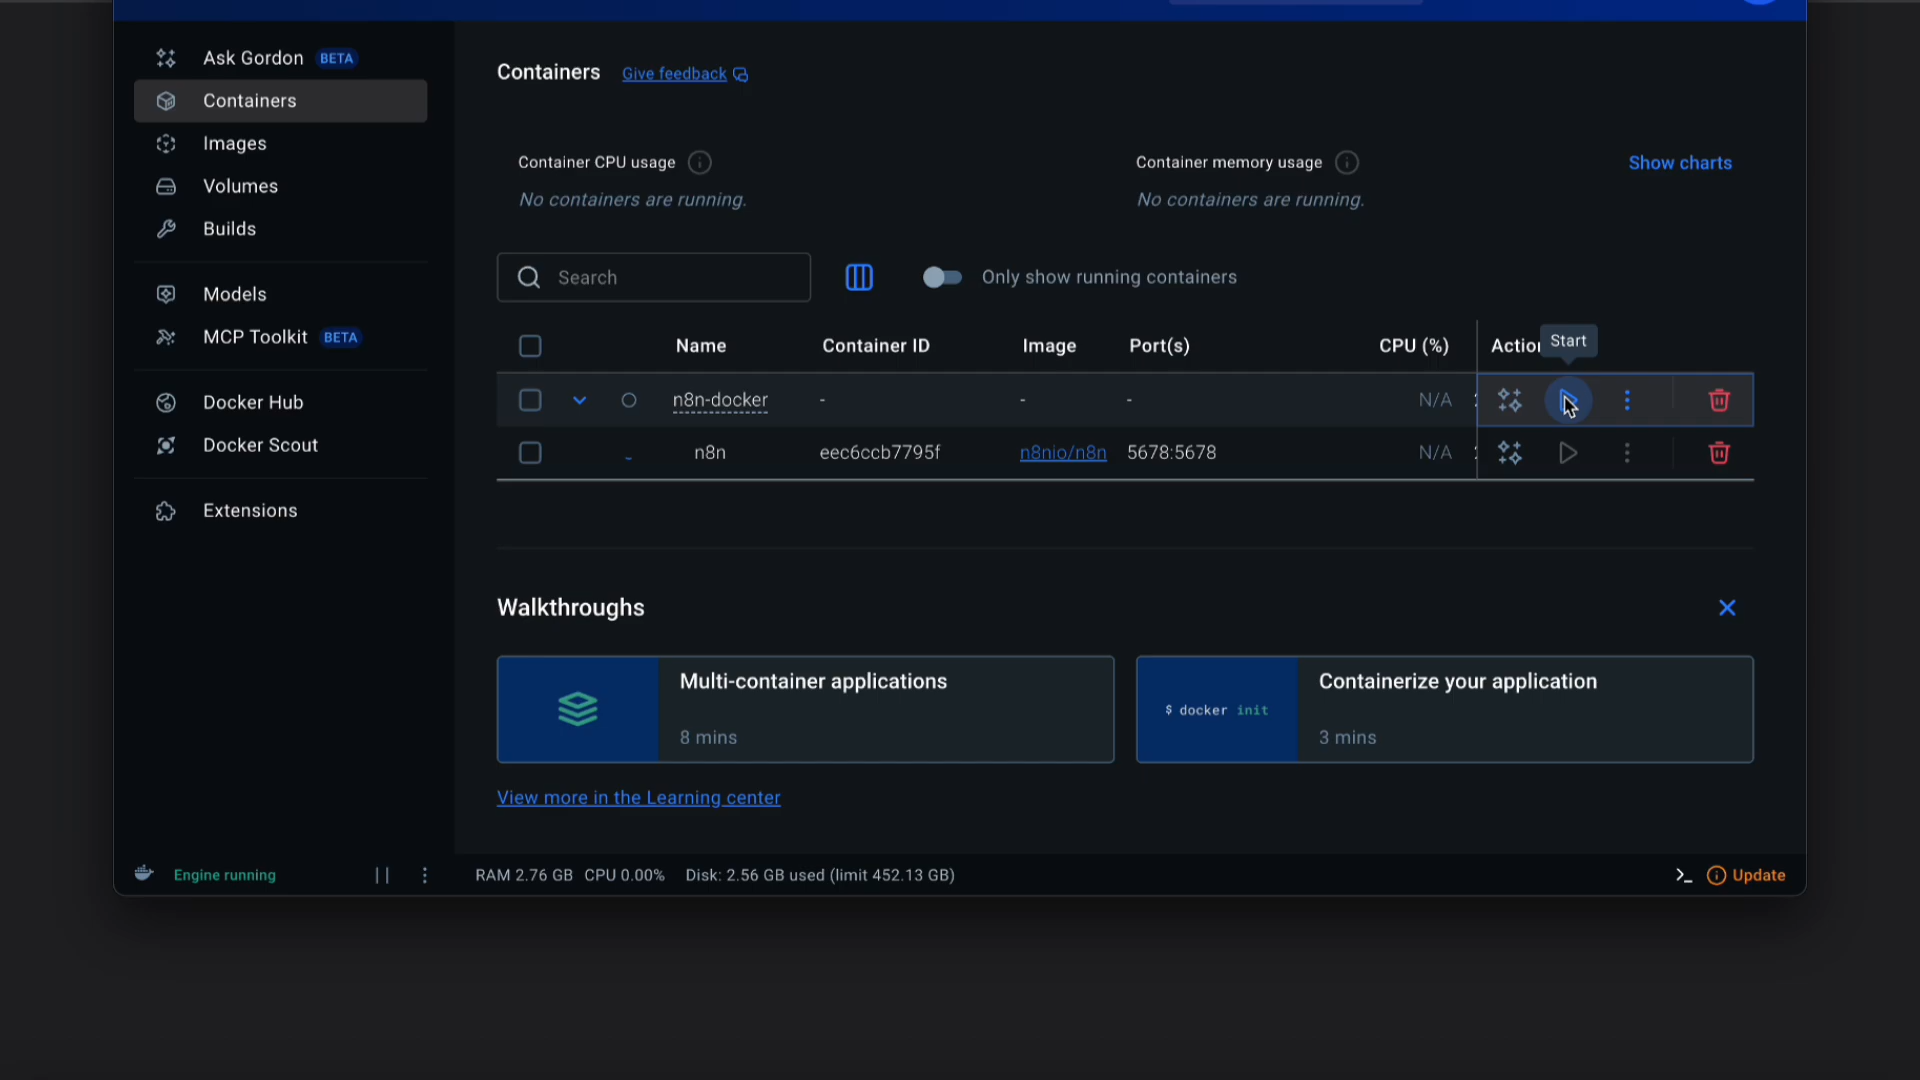 Ask Gordon BETA
Containers
Images
Volumes
Builds
Models
MCP Toolkit BETA
Docker Hub
Docker Scout
Extensions
Containers Give feedback
Container CPU usage
No containers are running.
Container memory usage
No containers are running.
Show charts
Search
Only show running containers
Name Container ID Image Port(s) CPU (%) Actio
Start
n8n-docker - - - N/A
n8n eec6ccb7795f n8nio/n8n 5678:5678 N/A
Walkthroughs
Multi-container applications
8 mins
$ docker init
Containerize your application
3 mins
View more in the Learning center
Engine running RAM 2.76 GB CPU 0.00% Disk: 2.56 GB used (limit 452.13 GB) Update